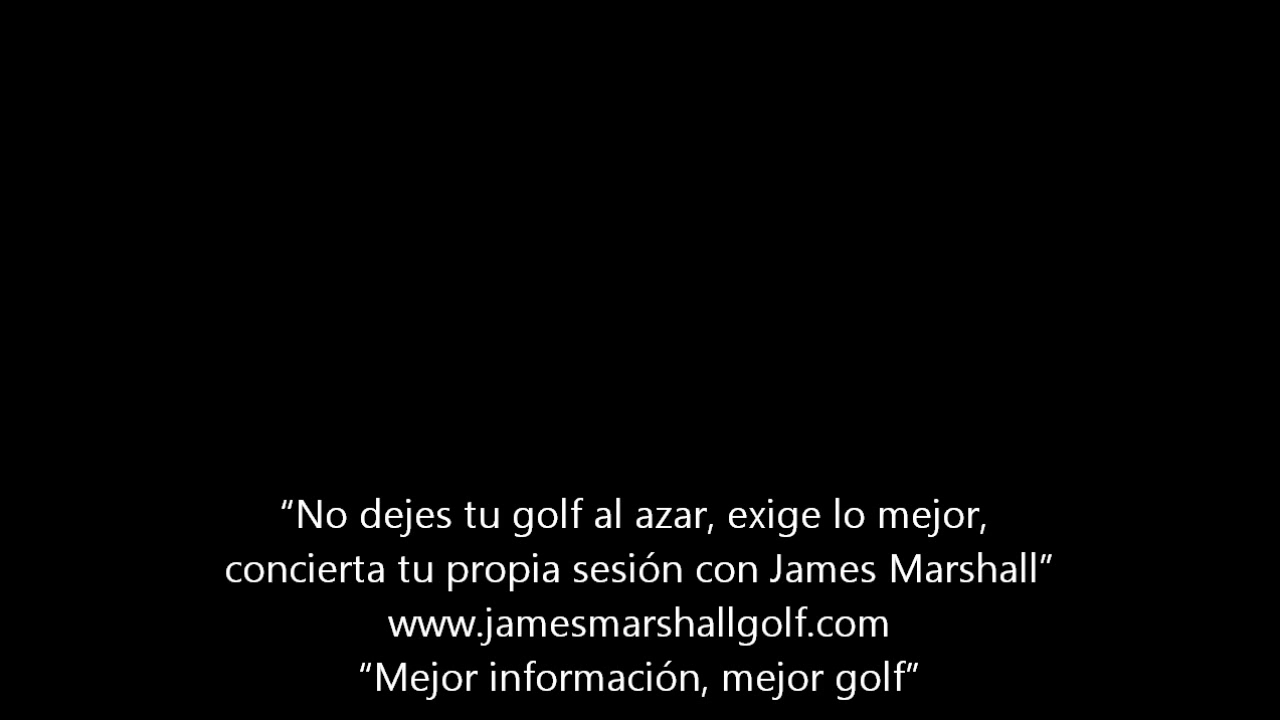 “No dejes tu golf al azar, exige lo mejor,
concierta tu propia sesión con James Marshall”
www.jamesmarshallgolf.com
“Mejor información, mejor golf”